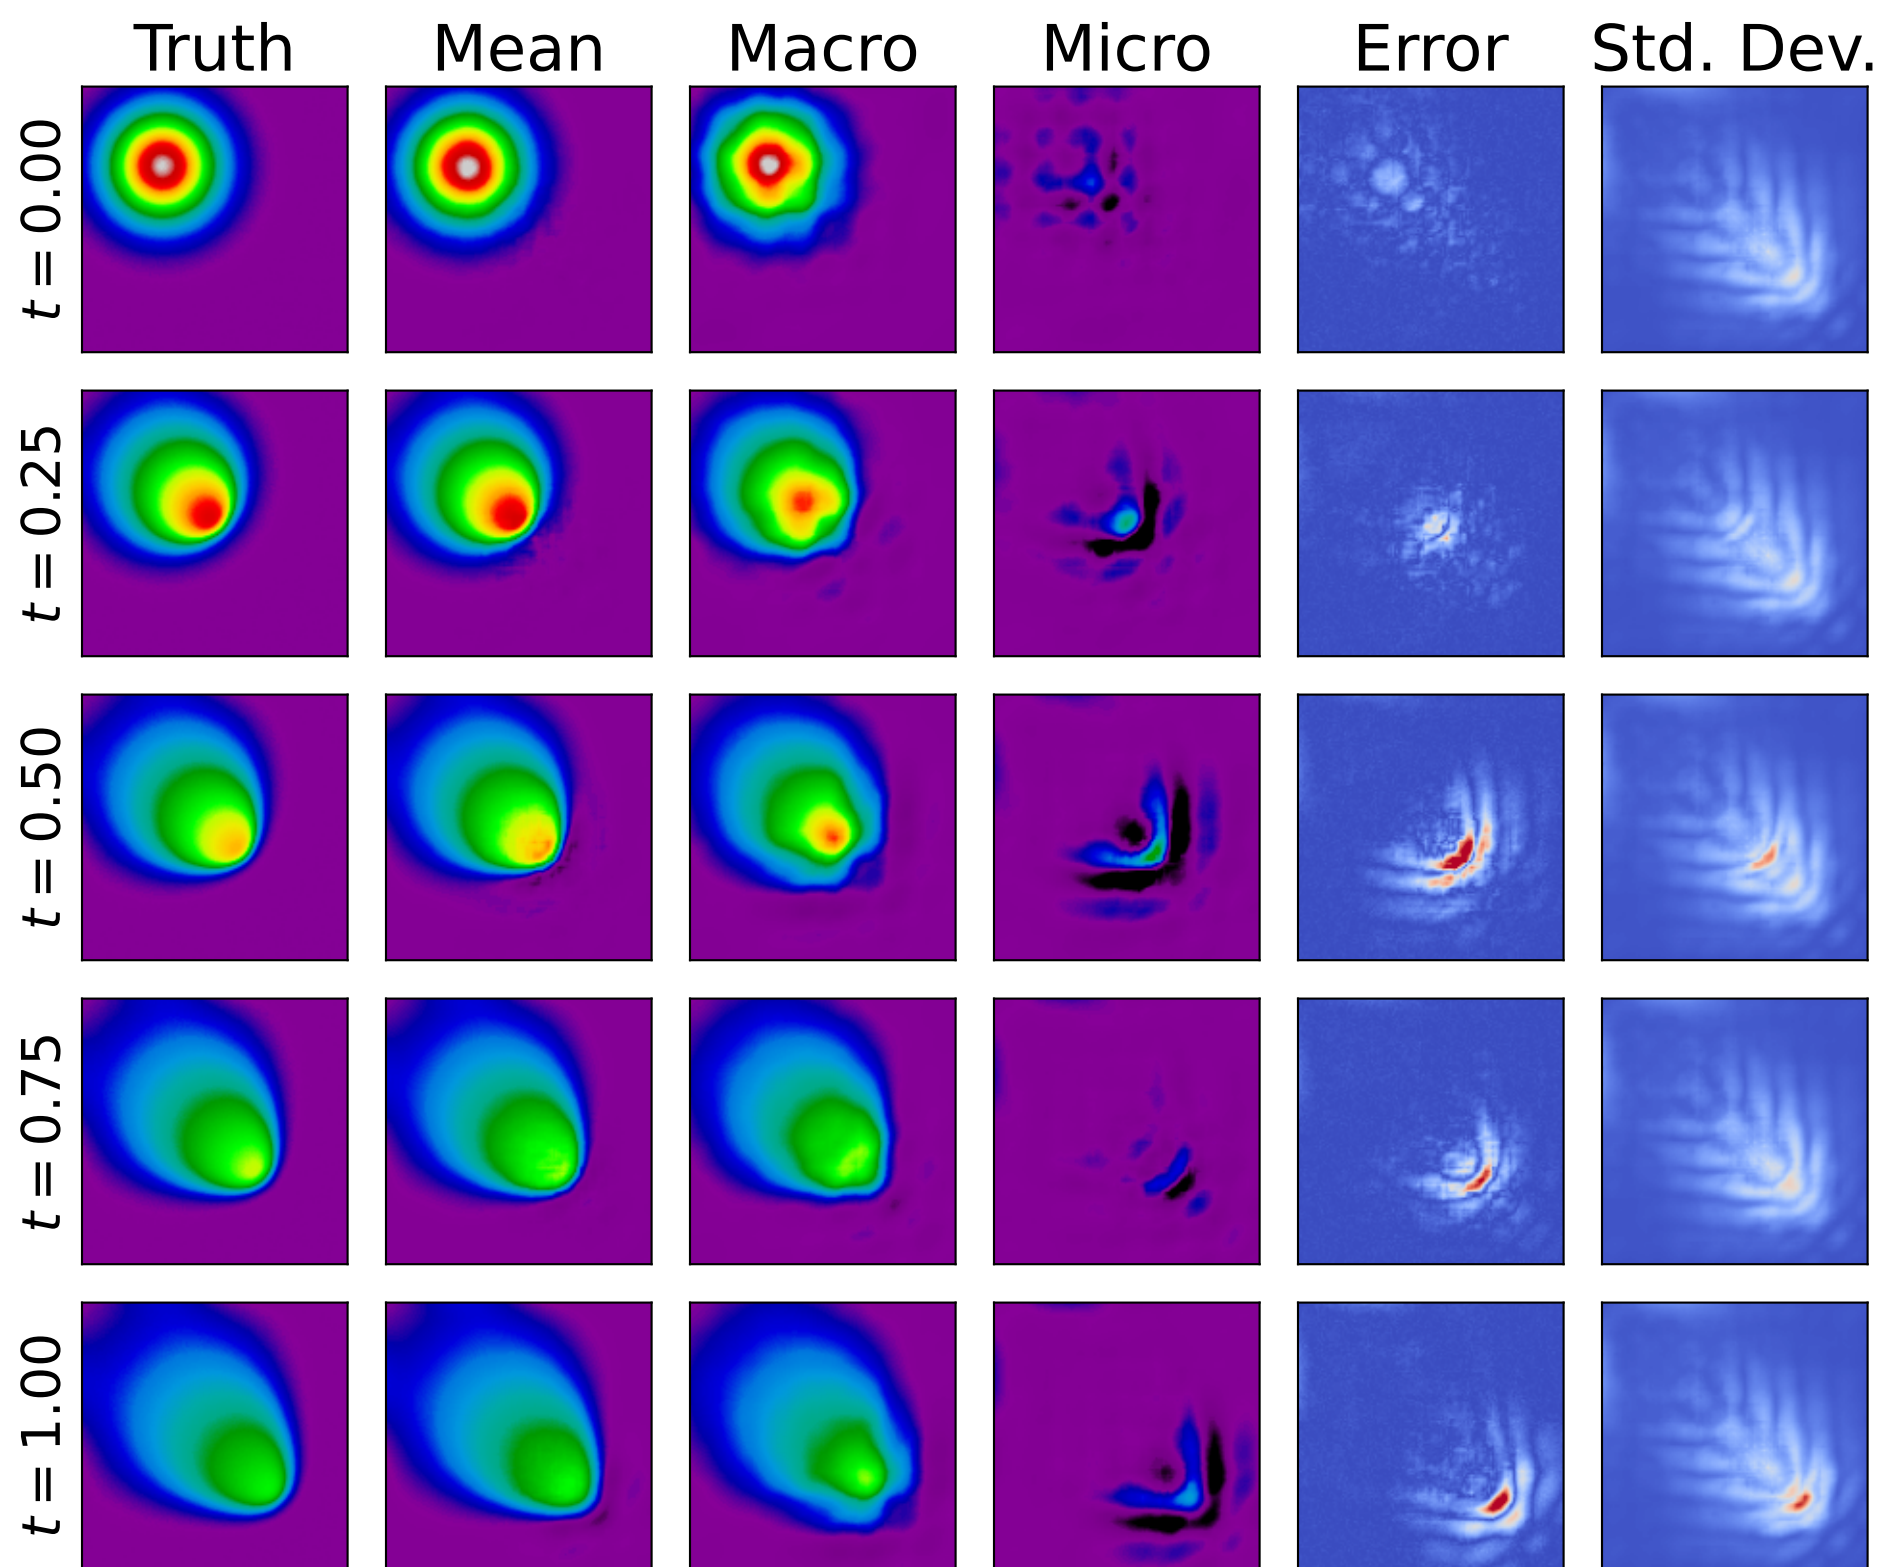 Truth Mean Macro Micro Error Std. Dev.
t = 0.00
t = 0.25
t = 0.50
t = 0.75
t = 1.00